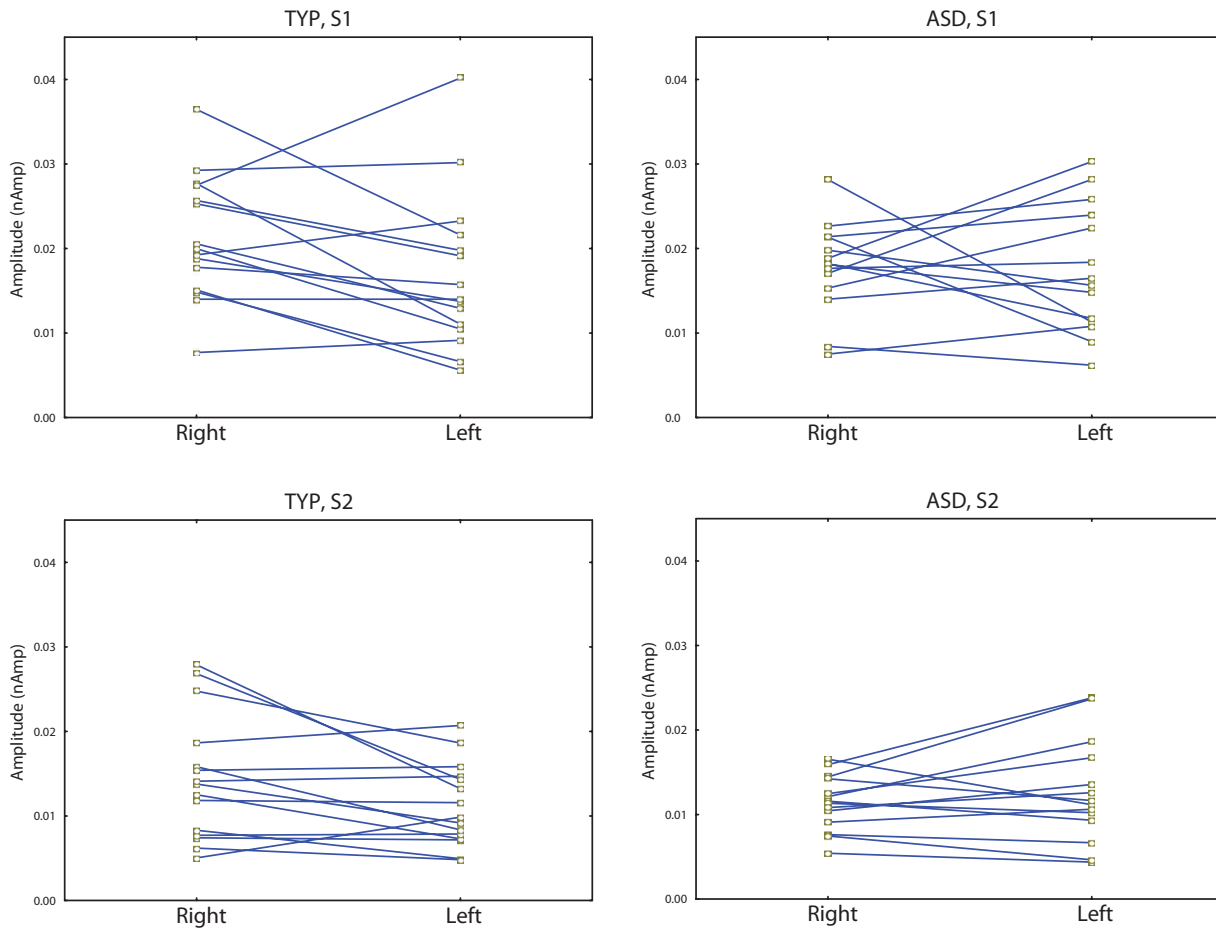 TYP, S1
Amplitude (nAmp)
0.04
0.03
0.02
0.01
0.00
Right Left
ASD, S1
Amplitude (nAmp)
0.04
0.03
0.02
0.01
0.0
Right Left
TYP, S2
Amplitude (nAmp)
0.04
0.03
0.02
0.01
0.00
Right Left
ASD, S2
Amplitude (nAmp)
0.04
0.03
0.02
0.01
0.00
Right Left